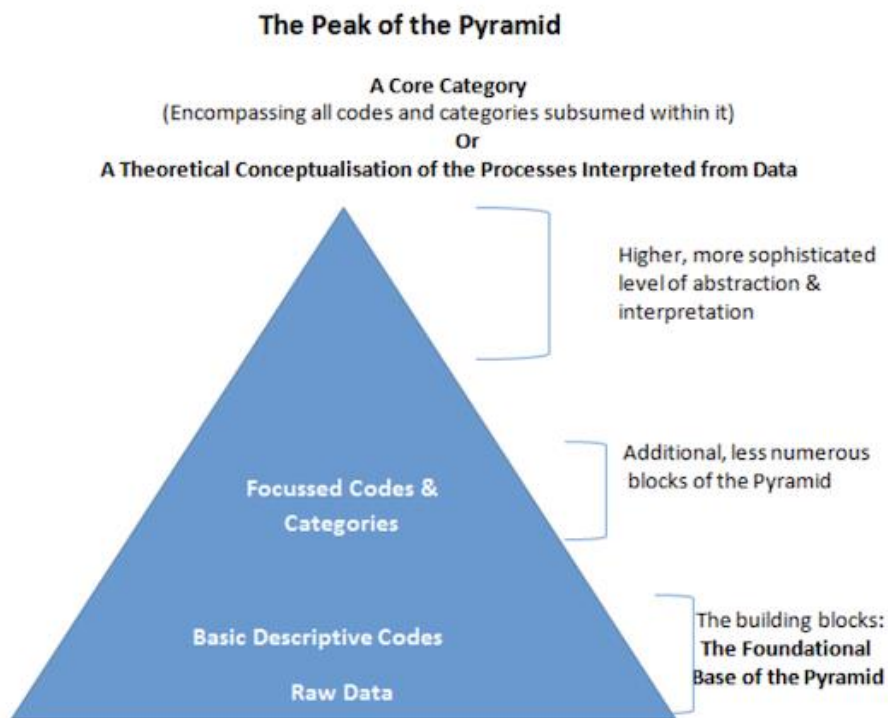 The Peak of the Pyramid
A Core Category
(Encompassing all codes and categories subsumed within it)
Or
A Theoretical Conceptualisation of the Processes Interpreted from Data
Higher, more sophisticated
level of abstraction &
interpretation
Additional, less numerous
blocks of the Pyramid
Focussed Codes &
Categories
The building blocks:
The Foundational
Base of the Pyramid
Basic Descriptive Codes
Raw Data